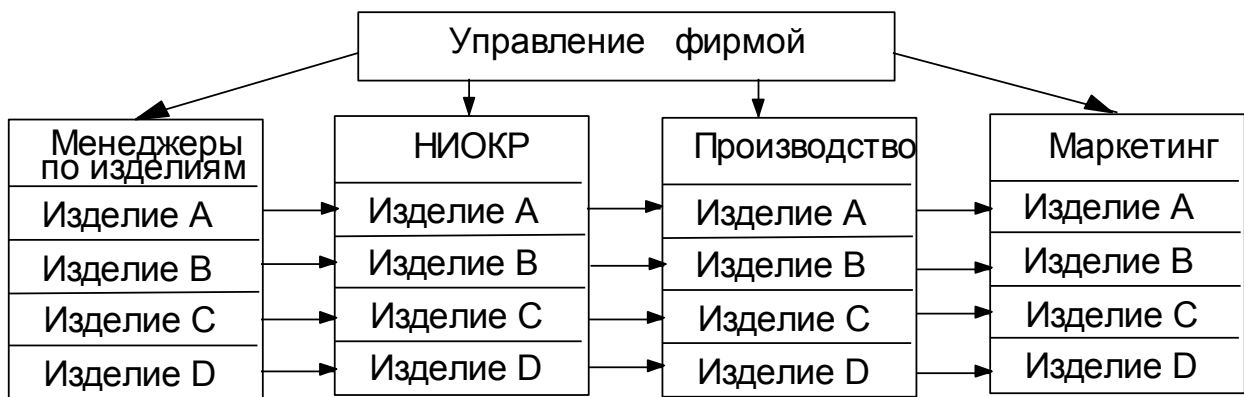 Управление фирмой
Менеджеры
по изделиям
Изделие A
Изделие B
Изделие C
Изделие D
НИОКР
Изделие A
Изделие B
Изделие C
Изделие D
Производство
Изделие A
Изделие B
Изделие C
Изделие D
Маркетинг
Изделие A
Изделие B
Изделие C
Изделие D